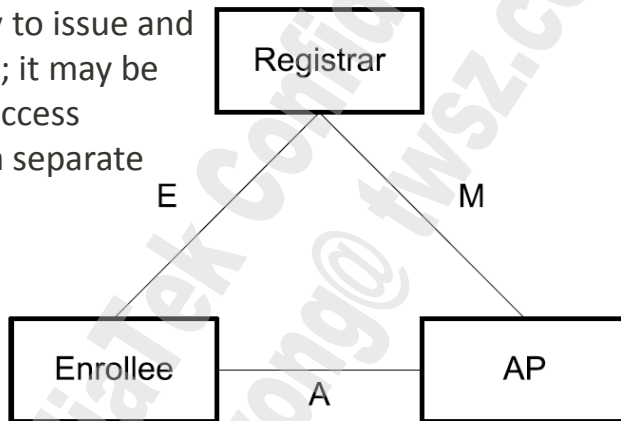 y to issue and
; it may be
ccess
separate
Registrar
E
M
Enrollee
AP
A